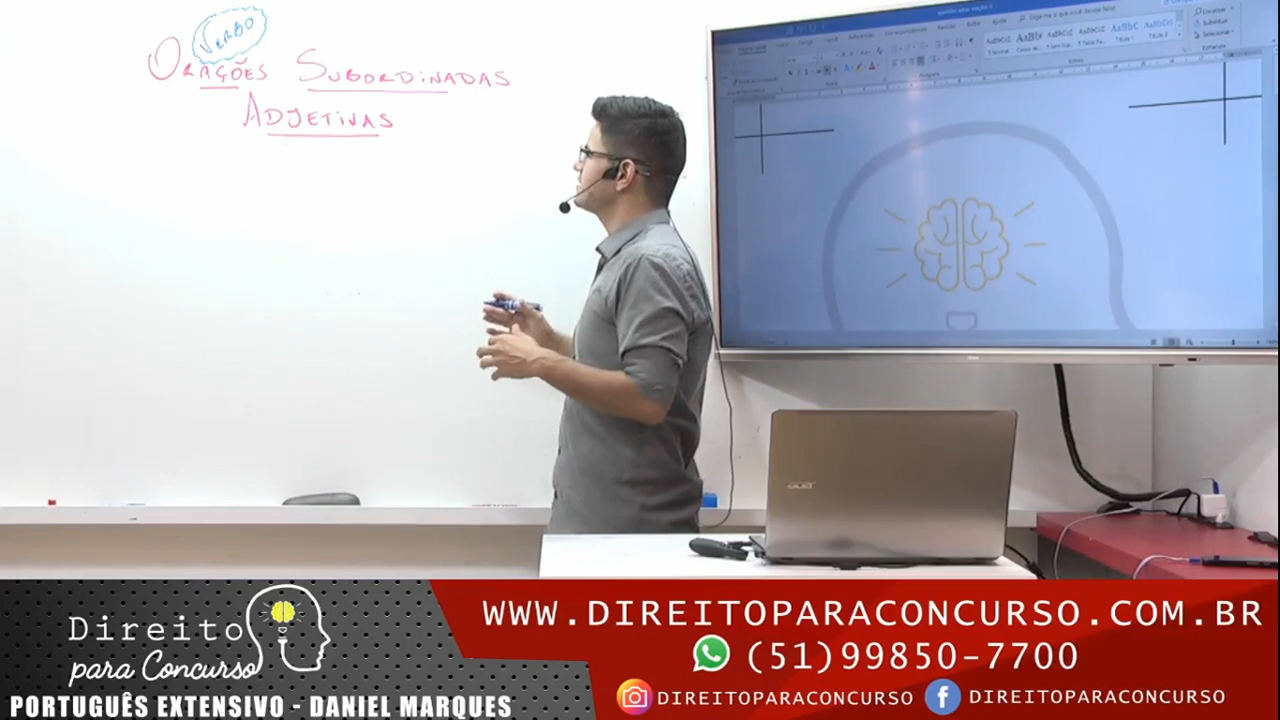 VERBO
ORAÇÕES SUBORDINADAS
ADJETIVAS
acer
Direito
para Concurso
PORTUGUÊS EXTENSIVO - DANIEL MARQUES
WWW.DIREITOPARACONCURSO.COM.BR
(51)99850-7700
DIREITOPARACONCURSO
DIREITOPARACONCURSO